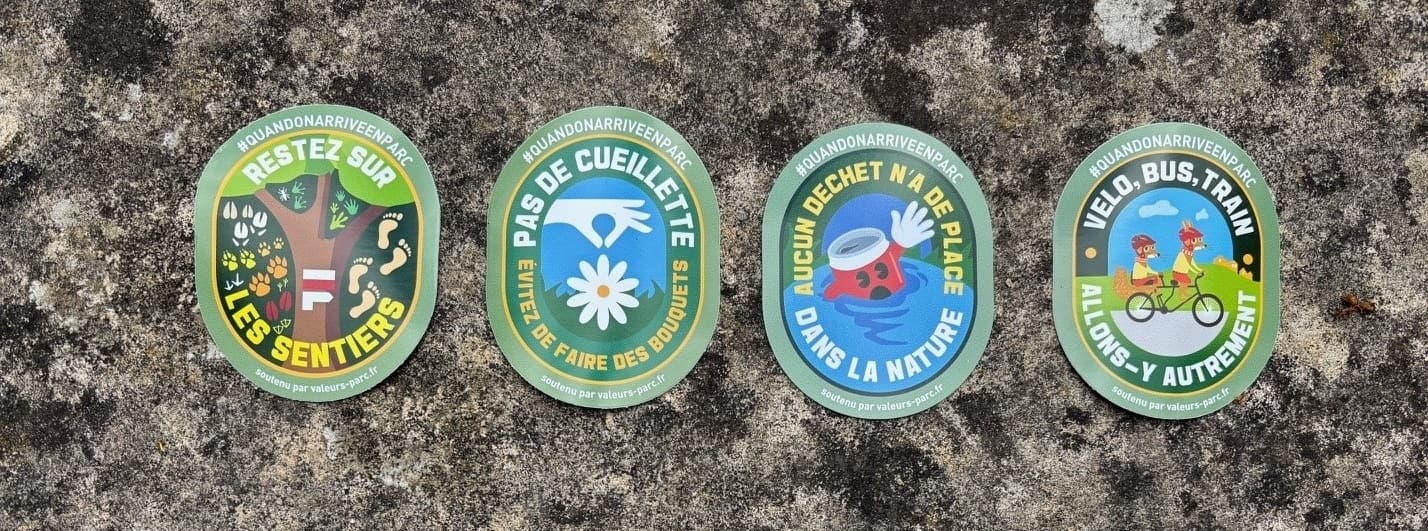 #QUANDONARRIVEENPARC
RESTEZ SUR
LES SENTIERS
soutenu par valeurs-parc.fr
#QUANDONARRIVEENPARC
PAS DE CUEILLETTE
ÉVITEZ DE FAIRE DES BOUQUETS
soutenu par valeurs-parc.fr
#QUANDONARRIVEENPARC
AUCUN DECHET N'A DE PLACE
DANS LA NATURE
soutenu par valeurs-parc.fr
#QUANDONARRIVEENPARC
VELO, BUS, TRAIN
ALLONS-Y AUTREMENT
soutenu par valeurs-parc.fr